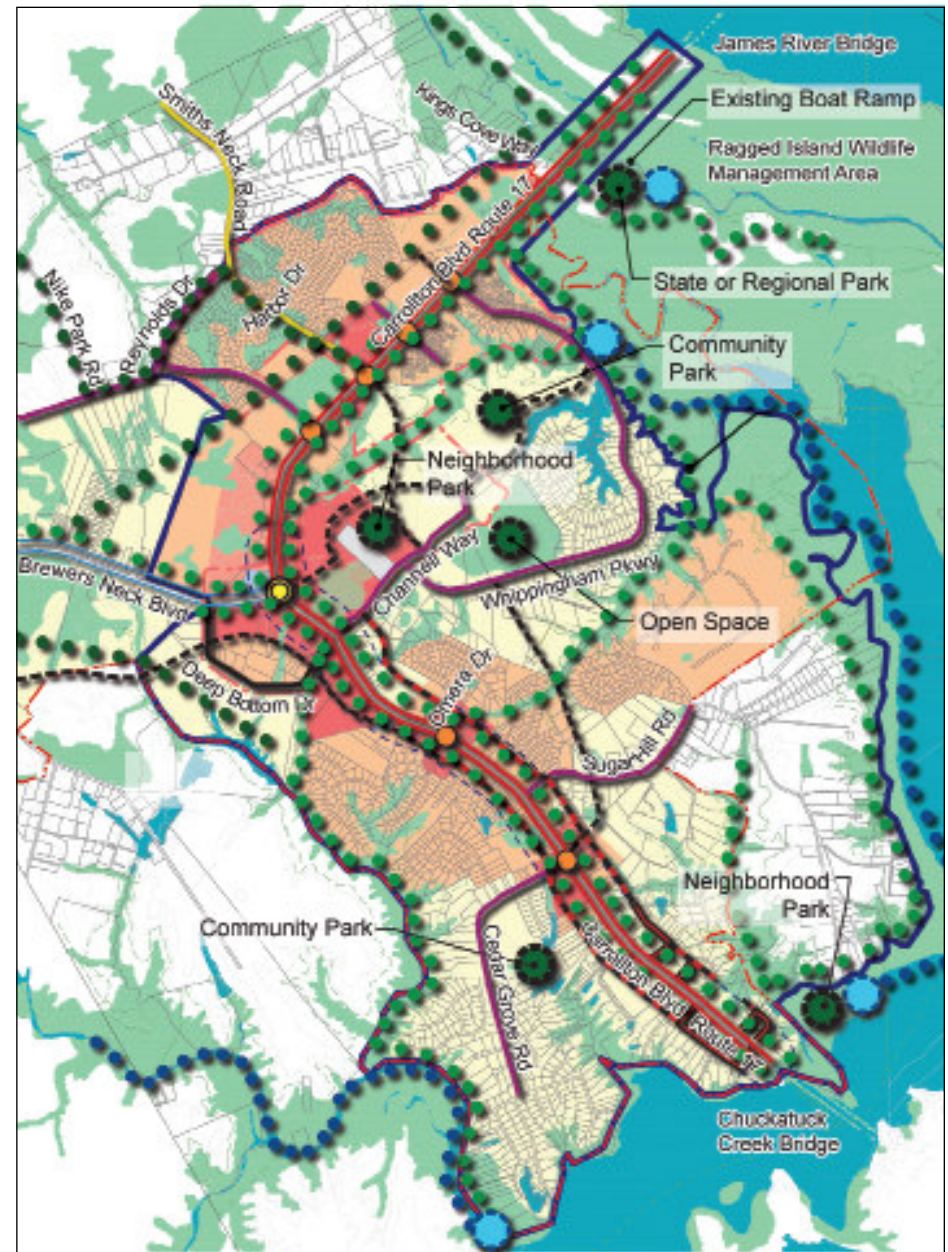 James River Bridge
Existing Boat Ramp
Ragged Island Wildlife
Management Area
Smiths Neck Road
Kings Cove Way
State or Regional Park
Carrollton Blvd Route 17
Harbor Dr
Reynolds Dr
Nike Park Rd
Community
Park
Neighborhood
Park
Channell Way
Whippingham Pkwy
Brewers Neck Blvd
Open Space
Deep Bottom Dr
Omera Dr
Sugar Hill Rd
Neighborhood
Park
Community Park
Cedar Grove Rd
Carrollton Blvd Route 17
Chuckatuck
Creek Bridge